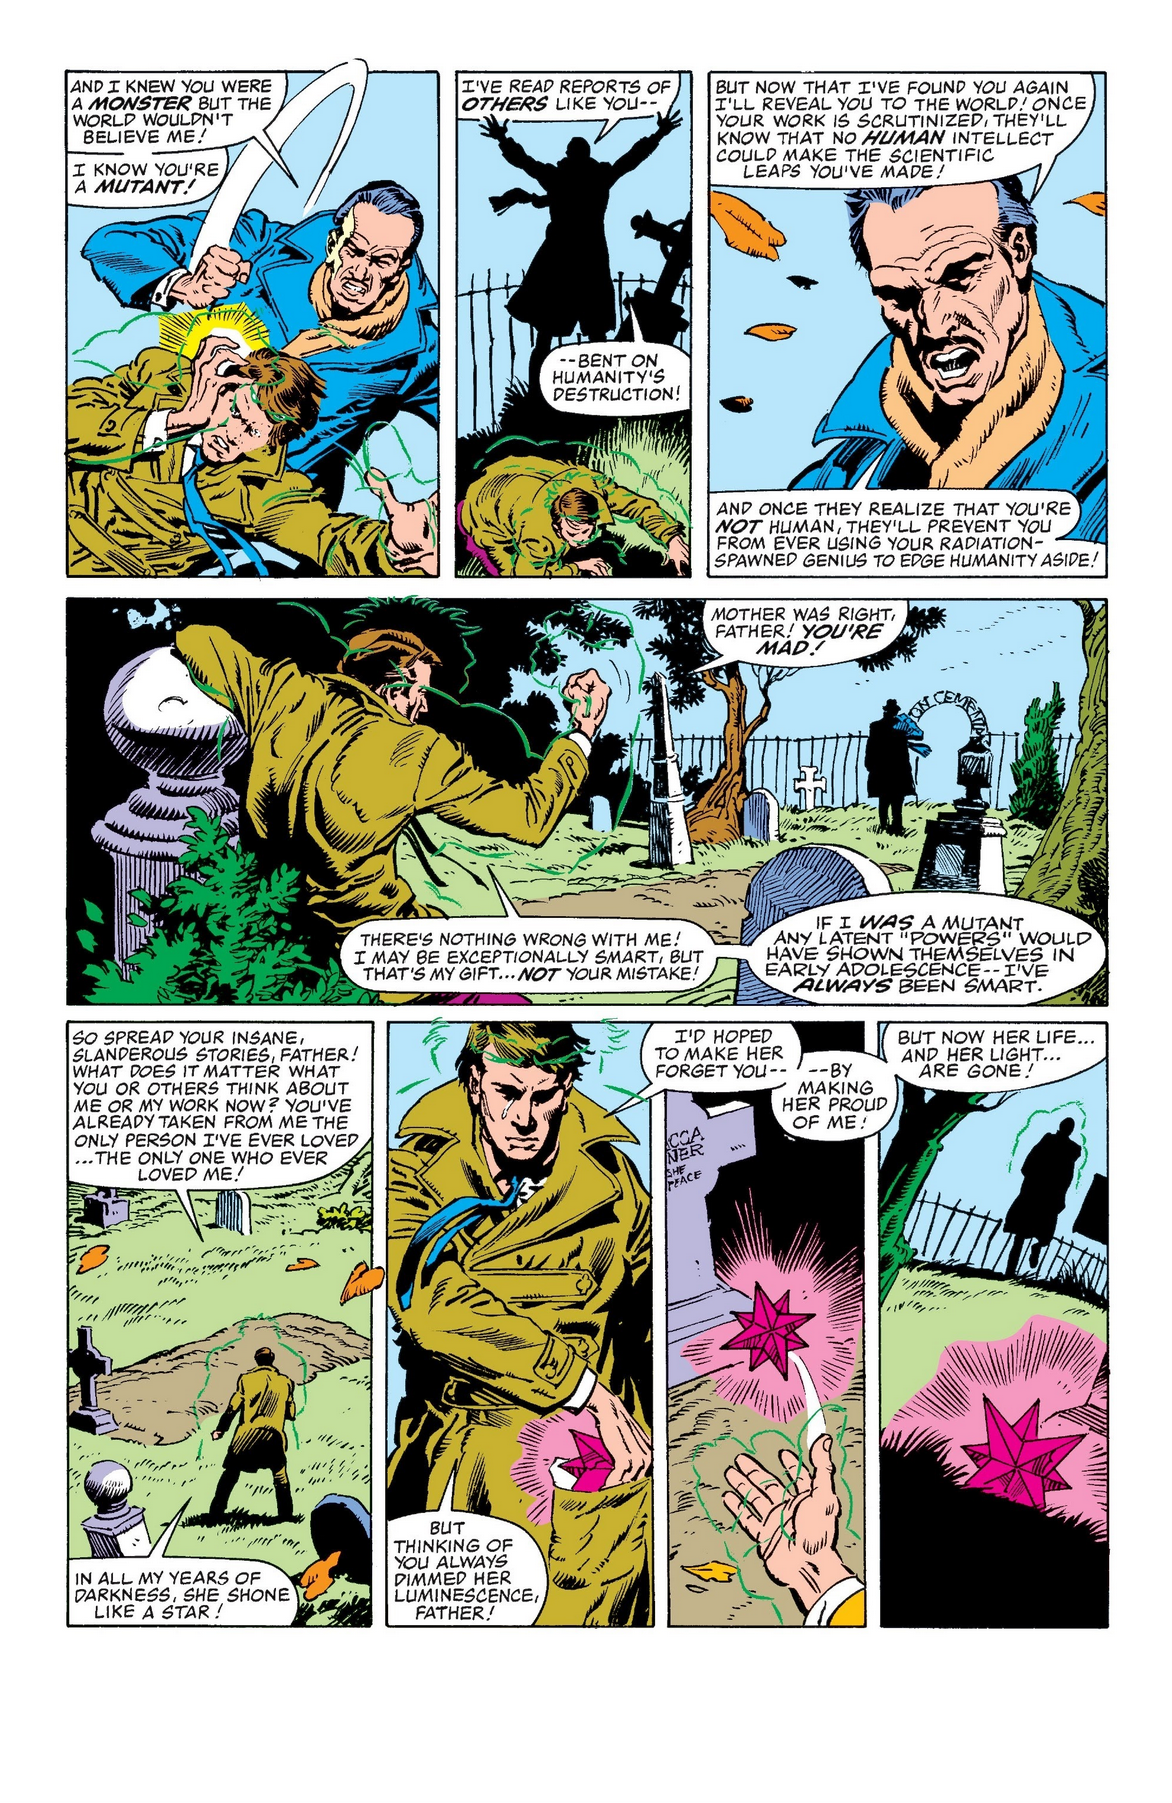 AND I KNEW YOU WERE
A MONSTER BUT THE
WORLD WOULDN'T
BELIEVE ME!
I KNOW YOU'RE
A MUTANT!
I'VE READ REPORTS OF
OTHERS LIKE YOU--
--BENT ON
HUMANITY'S
DESTRUCTION!
BUT NOW THAT I'VE FOUND YOU AGAIN
I'LL REVEAL YOU TO THE WORLD! ONCE
YOUR WORK IS SCRUTINIZED, THEY'LL
KNOW THAT NO HUMAN INTELLECT
COULD MAKE THE SCIENTIFIC
LEAPS YOU'VE MADE!
AND ONCE THEY REALIZE THAT YOU'RE
NOT HUMAN, THEY'LL PREVENT YOU
FROM EVER USING YOUR RADIATION-
SPAWNED GENIUS TO EDGE HUMANITY ASIDE!
MOTHER WAS RIGHT,
FATHER! YOU'RE
MAD!
ON CEMETERY
THERE'S NOTHING WRONG WITH ME!
I MAY BE EXCEPTIONALLY SMART, BUT
THAT'S MY GIFT... NOT YOUR MISTAKE!
IF I WAS A MUTANT
ANY LATENT "POWERS" WOULD
HAVE SHOWN THEMSELVES IN
EARLY ADOLESCENCE--I'VE
ALWAYS BEEN SMART.
SO SPREAD YOUR INSANE,
SLANDEROUS STORIES, FATHER!
WHAT DOES IT MATTER WHAT
YOU OR OTHERS THINK ABOUT
ME OR MY WORK NOW? YOU'VE
ALREADY TAKEN FROM ME THE
ONLY PERSON I'VE EVER LOVED
...THE ONLY ONE WHO EVER
LOVED ME!
IN ALL MY YEARS OF
DARKNESS, SHE SHONE
LIKE A STAR!
BUT
THINKING OF
YOU ALWAYS
DIMMED HER
LUMINESCENCE,
FATHER!
I'D HOPED
TO MAKE HER
FORGET YOU--
--BY
MAKING
HER PROUD
OF ME!
CCA
NER
SHE
PEACE
BUT NOW HER LIFE...
AND HER LIGHT...
ARE GONE!